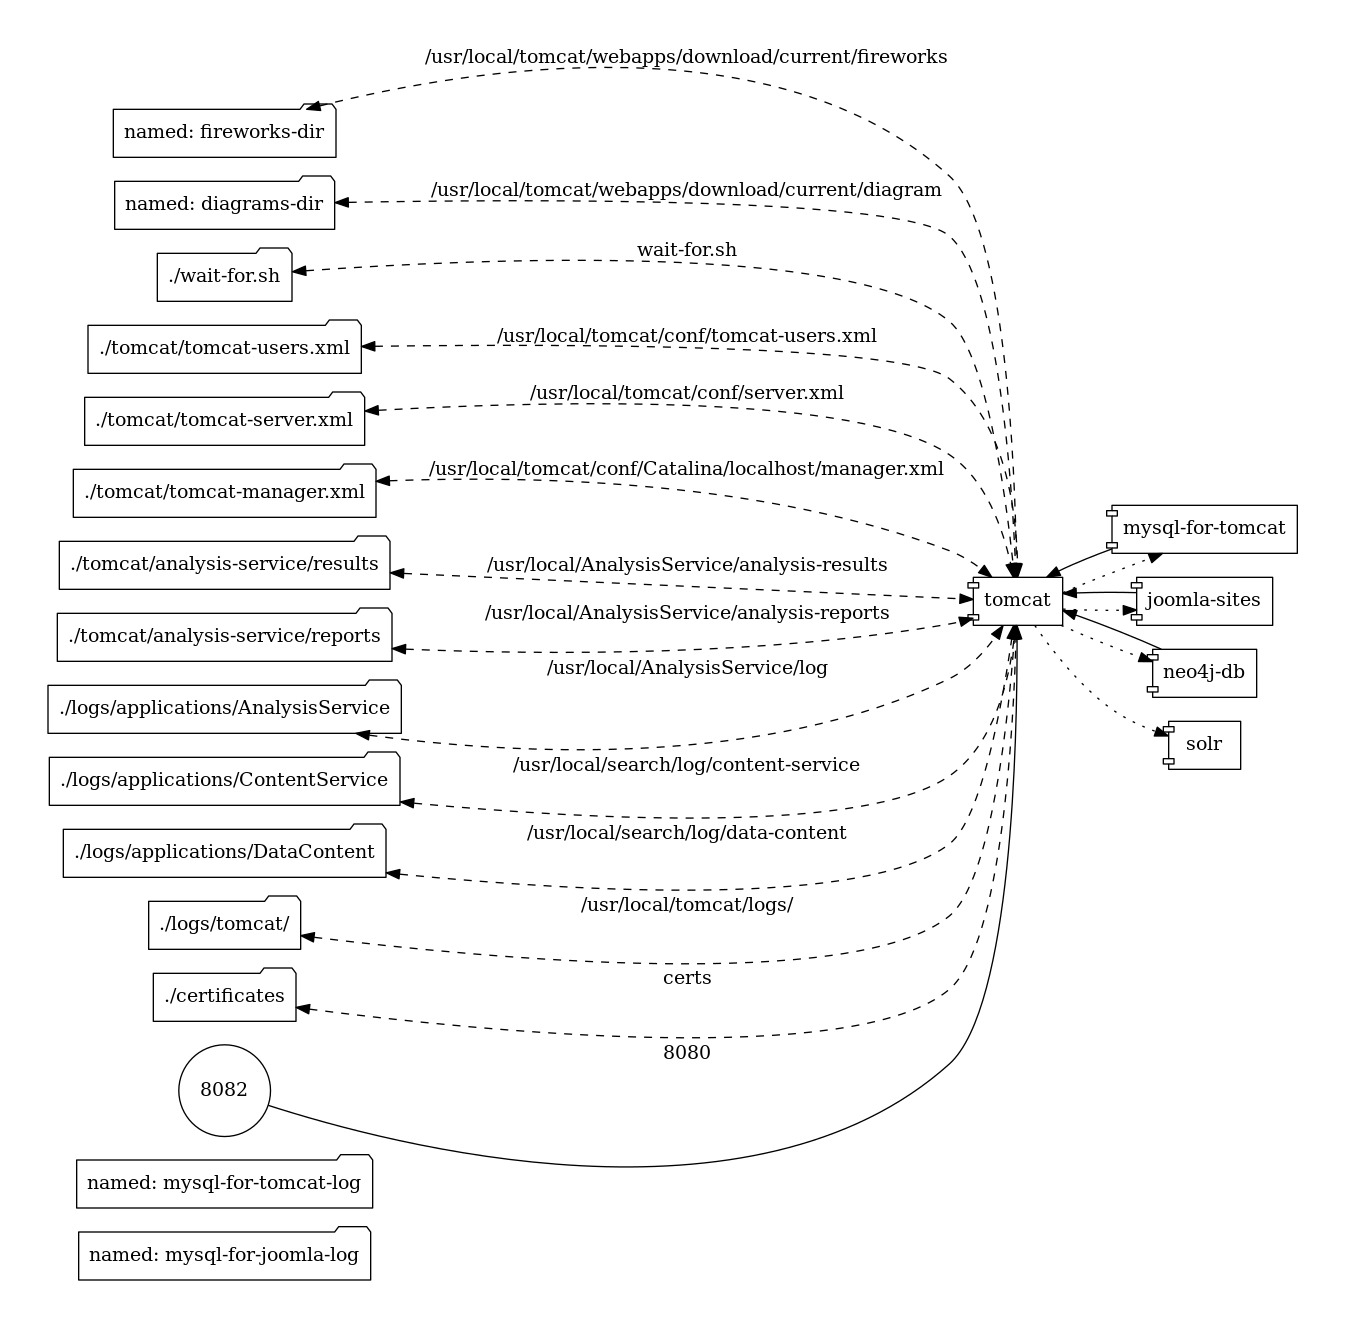 /usr/local/tomcat/webapps/download/current/fireworks
named: fireworks-dir
/usr/local/tomcat/webapps/download/current/diagram
named: diagrams-dir
wait-for.sh
./wait-for.sh
/usr/local/tomcat/conf/tomcat-users.xml
./tomcat/tomcat-users.xml
/usr/local/tomcat/conf/server.xml
./tomcat/tomcat-server.xml
/usr/local/tomcat/conf/Catalina/localhost/manager.xml
./tomcat/tomcat-manager.xml
mysql-for-tomcat
/usr/local/AnalysisService/analysis-results
./tomcat/analysis-service/results
tomcat
joomla-sites
/usr/local/AnalysisService/analysis-reports
./tomcat/analysis-service/reports
/usr/local/AnalysisService/log
neo4j-db
./logs/applications/AnalysisService
solr
/usr/local/search/log/content-service
./logs/applications/ContentService
/usr/local/search/log/data-content
./logs/applications/DataContent
/usr/local/tomcat/logs/
./logs/tomcat/
certs
./certificates
8080
8082
named: mysql-for-tomcat-log
named: mysql-for-joomla-log